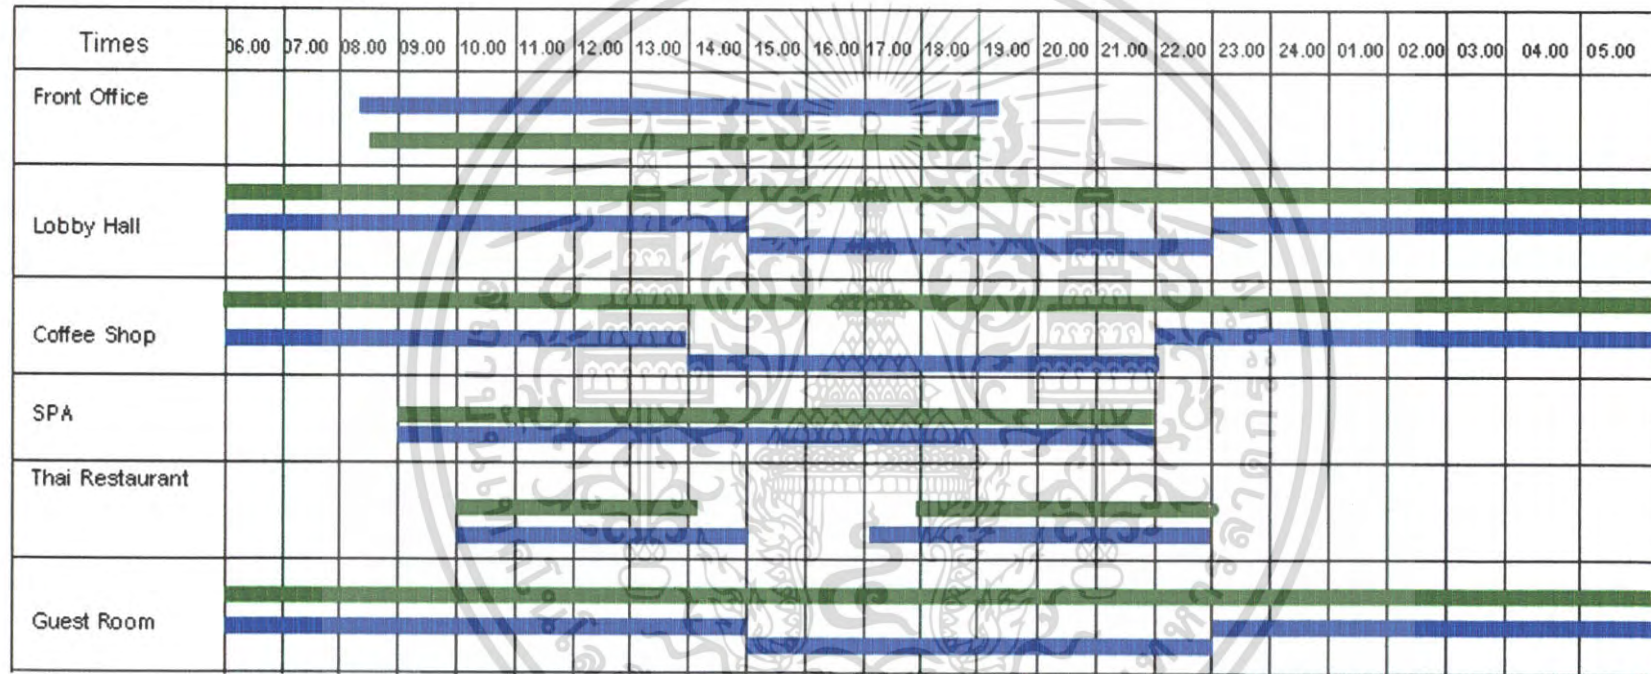 Times 06.00 07.00 08.00 09.00 10.00 11.00 12.00 13.00 14.00 15.00 16.00 17.00 18.00 19.00 20.00 21.00 22.00 23.00 24.00 01.00 02.00 03.00 04.00 05.00
Front Office
Lobby Hall
Coffee Shop
SPA
Thai Restaurant
Guest Room